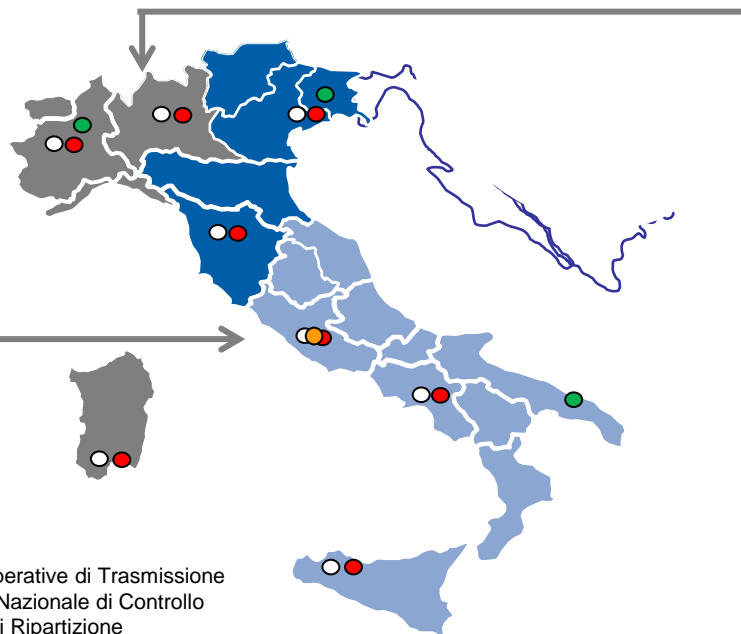 perative di Trasmissione
Nazionale di Controllo
i Ripartizione